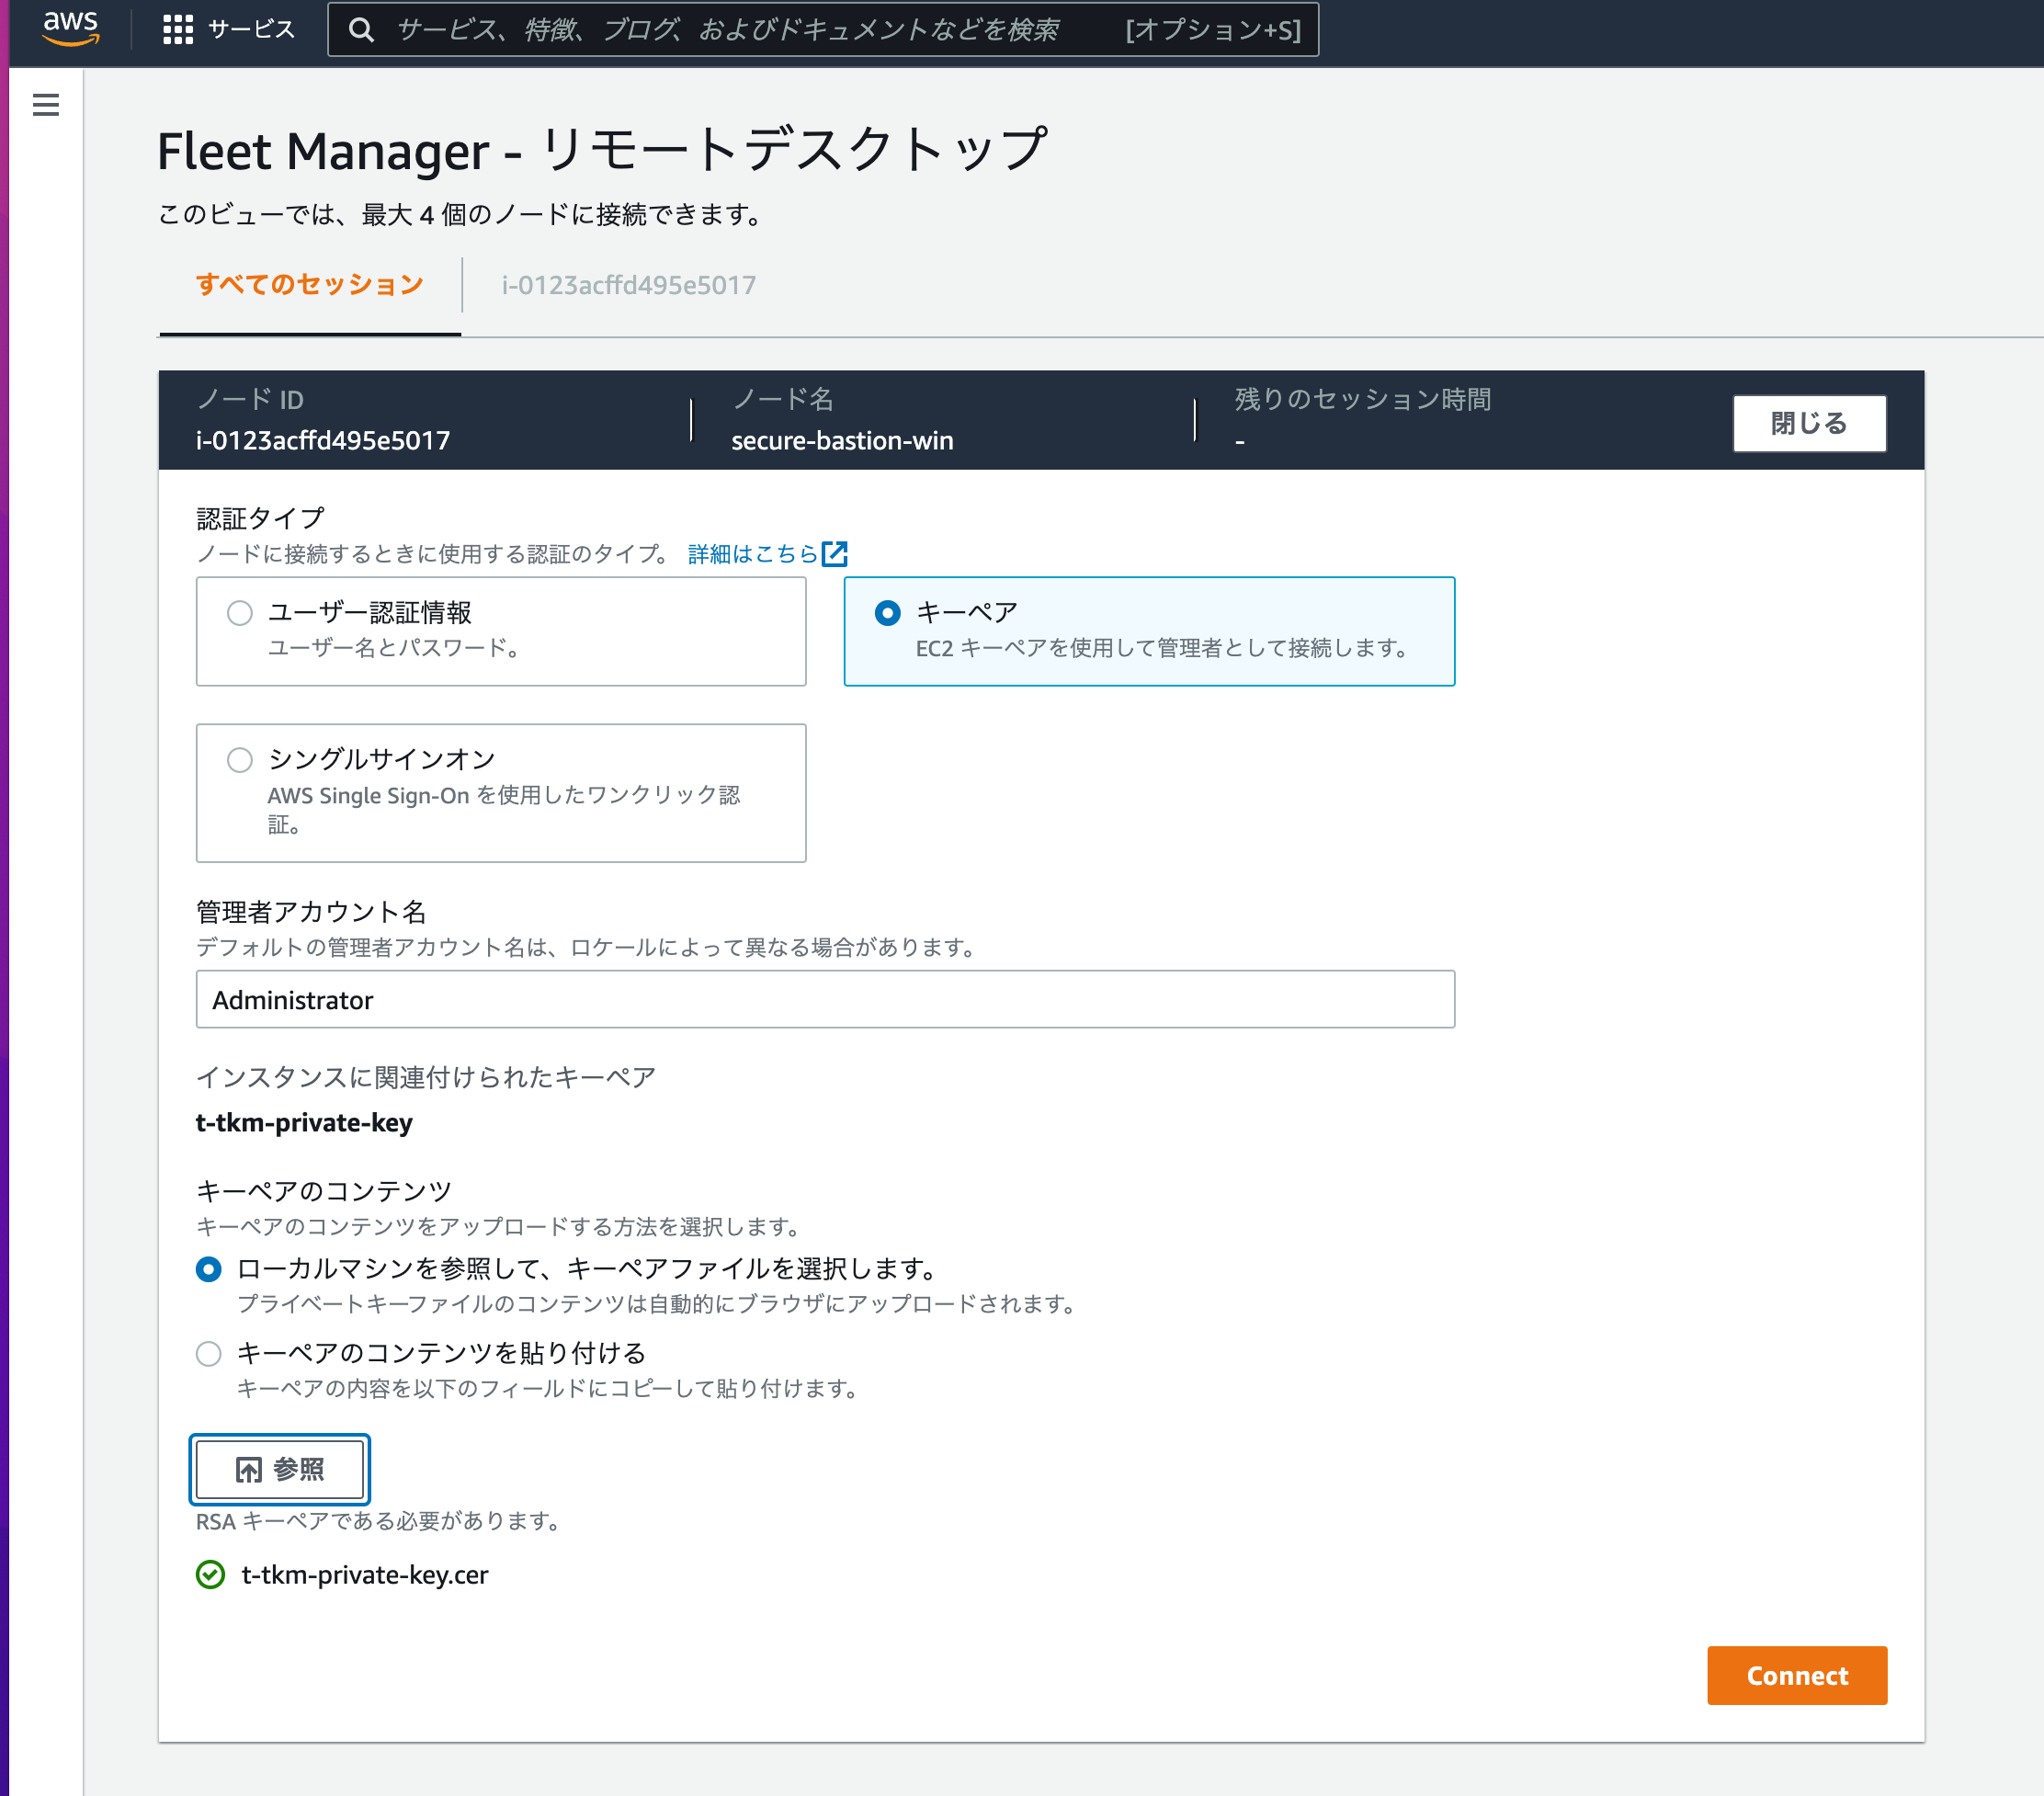 aws
サービス
サービス、特徴、ブログ、およびドキュメントなどを検索
[オプション+S]
Fleet Manager - リモートデスクトップ
このビューでは、最大 4 個のノードに接続できます。
すべてのセッション
i-0123acffd495e5017
ノード ID
i-0123acffd495e5017
ノード名
secure-bastion-win
残りのセッション時間
-
閉じる
認証タイプ
ノードに接続するときに使用する認証のタイプ。 詳細はこちら
ユーザー認証情報
ユーザー名とパスワード。
キーペア
EC2 キーペアを使用して管理者として接続します。
シングルサインオン
AWS Single Sign-On を使用したワンクリック認
証。
管理者アカウント名
デフォルトの管理者アカウント名は、ロケールによって異なる場合があります。
Administrator
インスタンスに関連付けられたキーペア
t-tkm-private-key
キーペアのコンテンツ
キーペアのコンテンツをアップロードする方法を選択します。
ローカルマシンを参照して、キーペアファイルを選択します。
プライベートキーファイルのコンテンツは自動的にブラウザにアップロードされます。
キーペアのコンテンツを貼り付ける
キーペアの内容を以下のフィールドにコピーして貼り付けます。
参照
RSA キーペアである必要があります。
t-tkm-private-key.cer
Connect